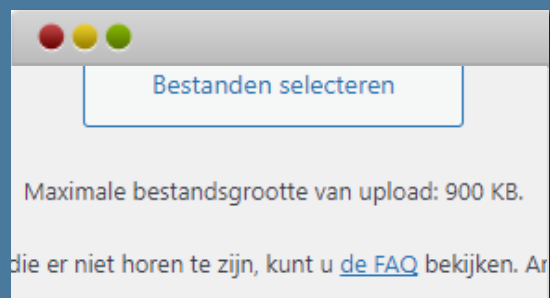 Bestanden selecteren
Maximale bestandsgrootte van upload: 900 KB.
die er niet horen te zijn, kunt u de FAQ bekijken.